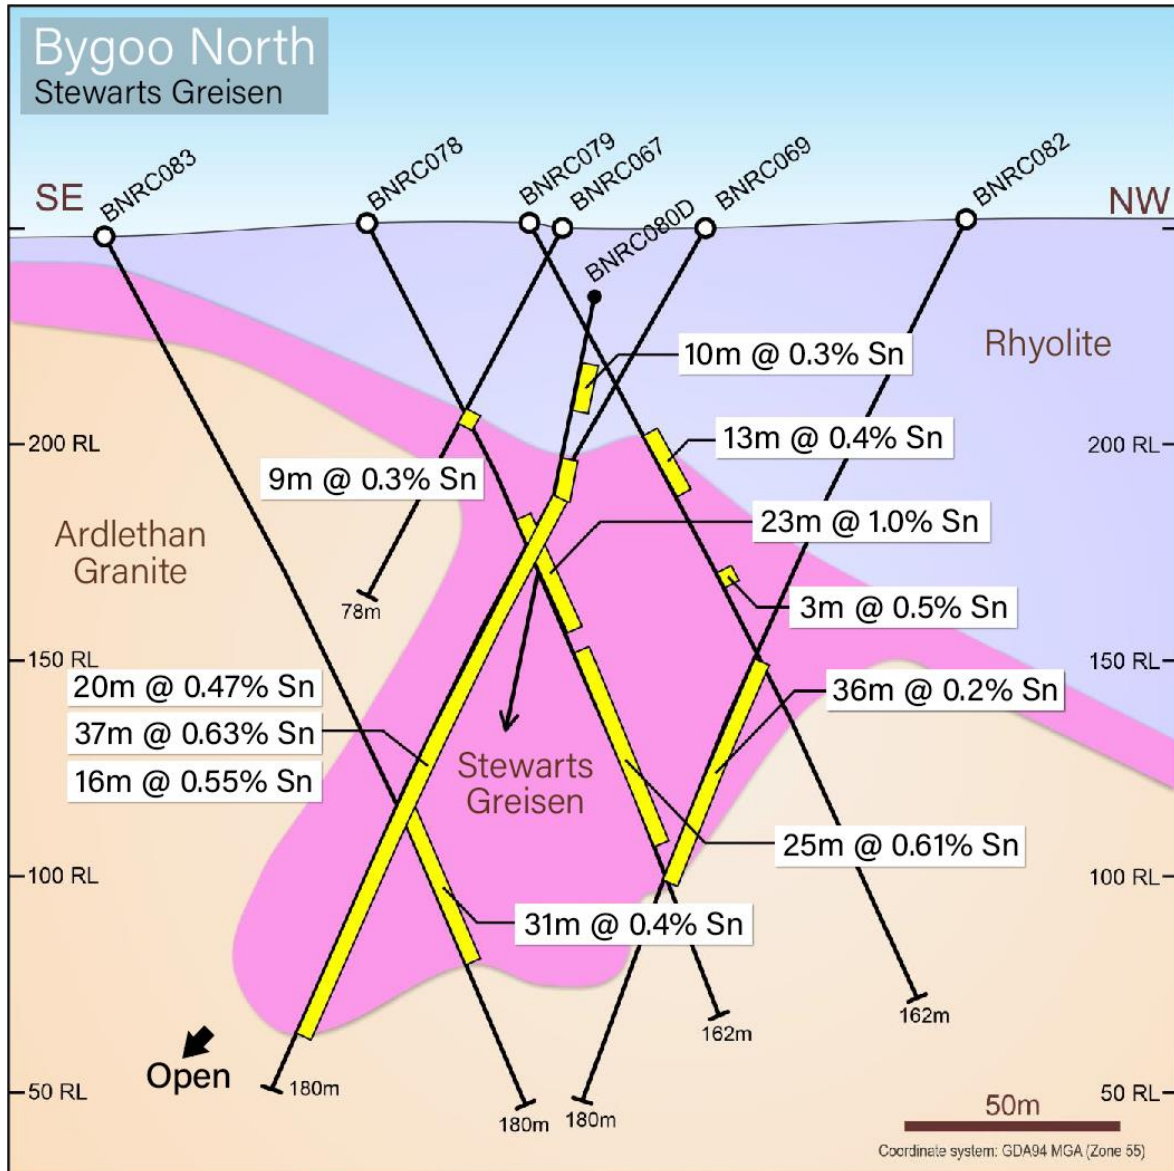 Bygoo North
Stewarts Greisen
SE
NW
BNRC083
BNRC078
BNRC079
BNRC067
BNRC080D
BNRC069
BNRC082
Rhyolite
10m @ 0.3% Sn
200 RL
200 RL
13m @ 0.4% Sn
9m @ 0.3% Sn
23m @ 1.0% Sn
Ardlethan
Granite
78m
3m @ 0.5% Sn
150 RL
150 RL
20m @ 0.47% Sn
37m @ 0.63% Sn
16m @ 0.55% Sn
36m @ 0.2% Sn
Stewarts
Greisen
25m @ 0.61% Sn
100 RL
100 RL
31m @ 0.4% Sn
162m
162m
Open
180m
50 RL
50 RL
180m
180m
50m
Coordinate system: GDA94 MGA (Zone 55)